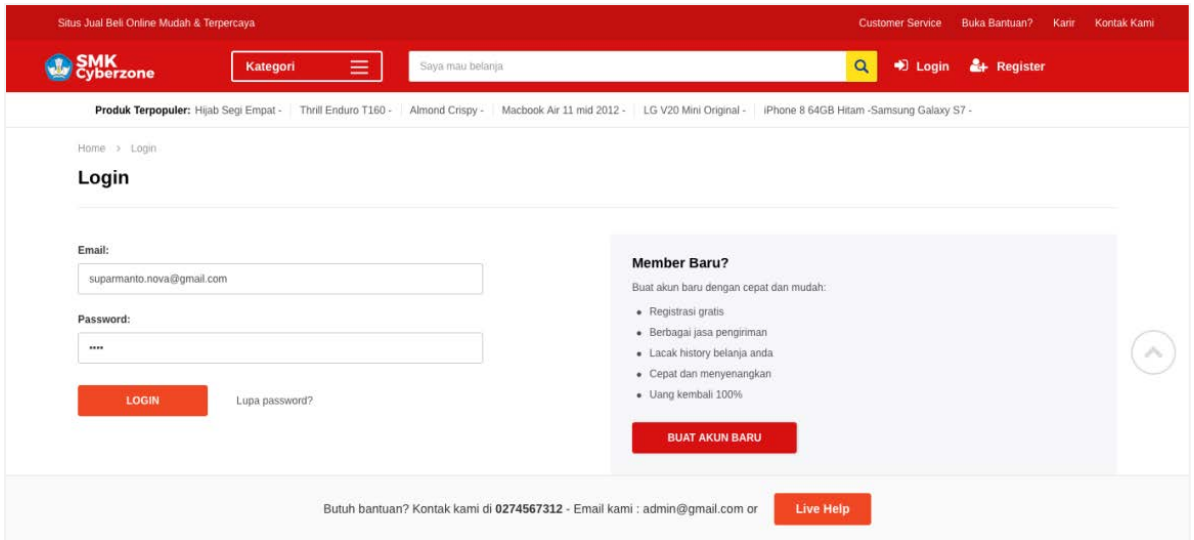 Situs Jual Beli Online Mudah & Terpercaya
Customer Service Buka Bantuan? Karir Kontak Kami
SMK
Cyberzone
Kategori
Saya mau belanja
Login Register
Produk Terpopuler: Hijab Segi Empat - Thrill Enduro T160 - Almond Crispy - Macbook Air 11 mid 2012 - LG V20 Mini Original - iPhone 8 64GB Hitam -Samsung Galaxy S7 -
Home > Login
Login
Email:
suparmanto.nova@gmail.com
Password:
••••
LOGIN Lupa password?
Member Baru?
Buat akun baru dengan cepat dan mudah:
• Registrasi gratis
• Berbagai jasa pengiriman
• Lacak history belanja anda
• Cepat dan menyenangkan
• Uang kembali 100%
BUAT AKUN BARU
Butuh bantuan? Kontak kami di 0274567312 - Email kami : admin@gmail.com or Live Help